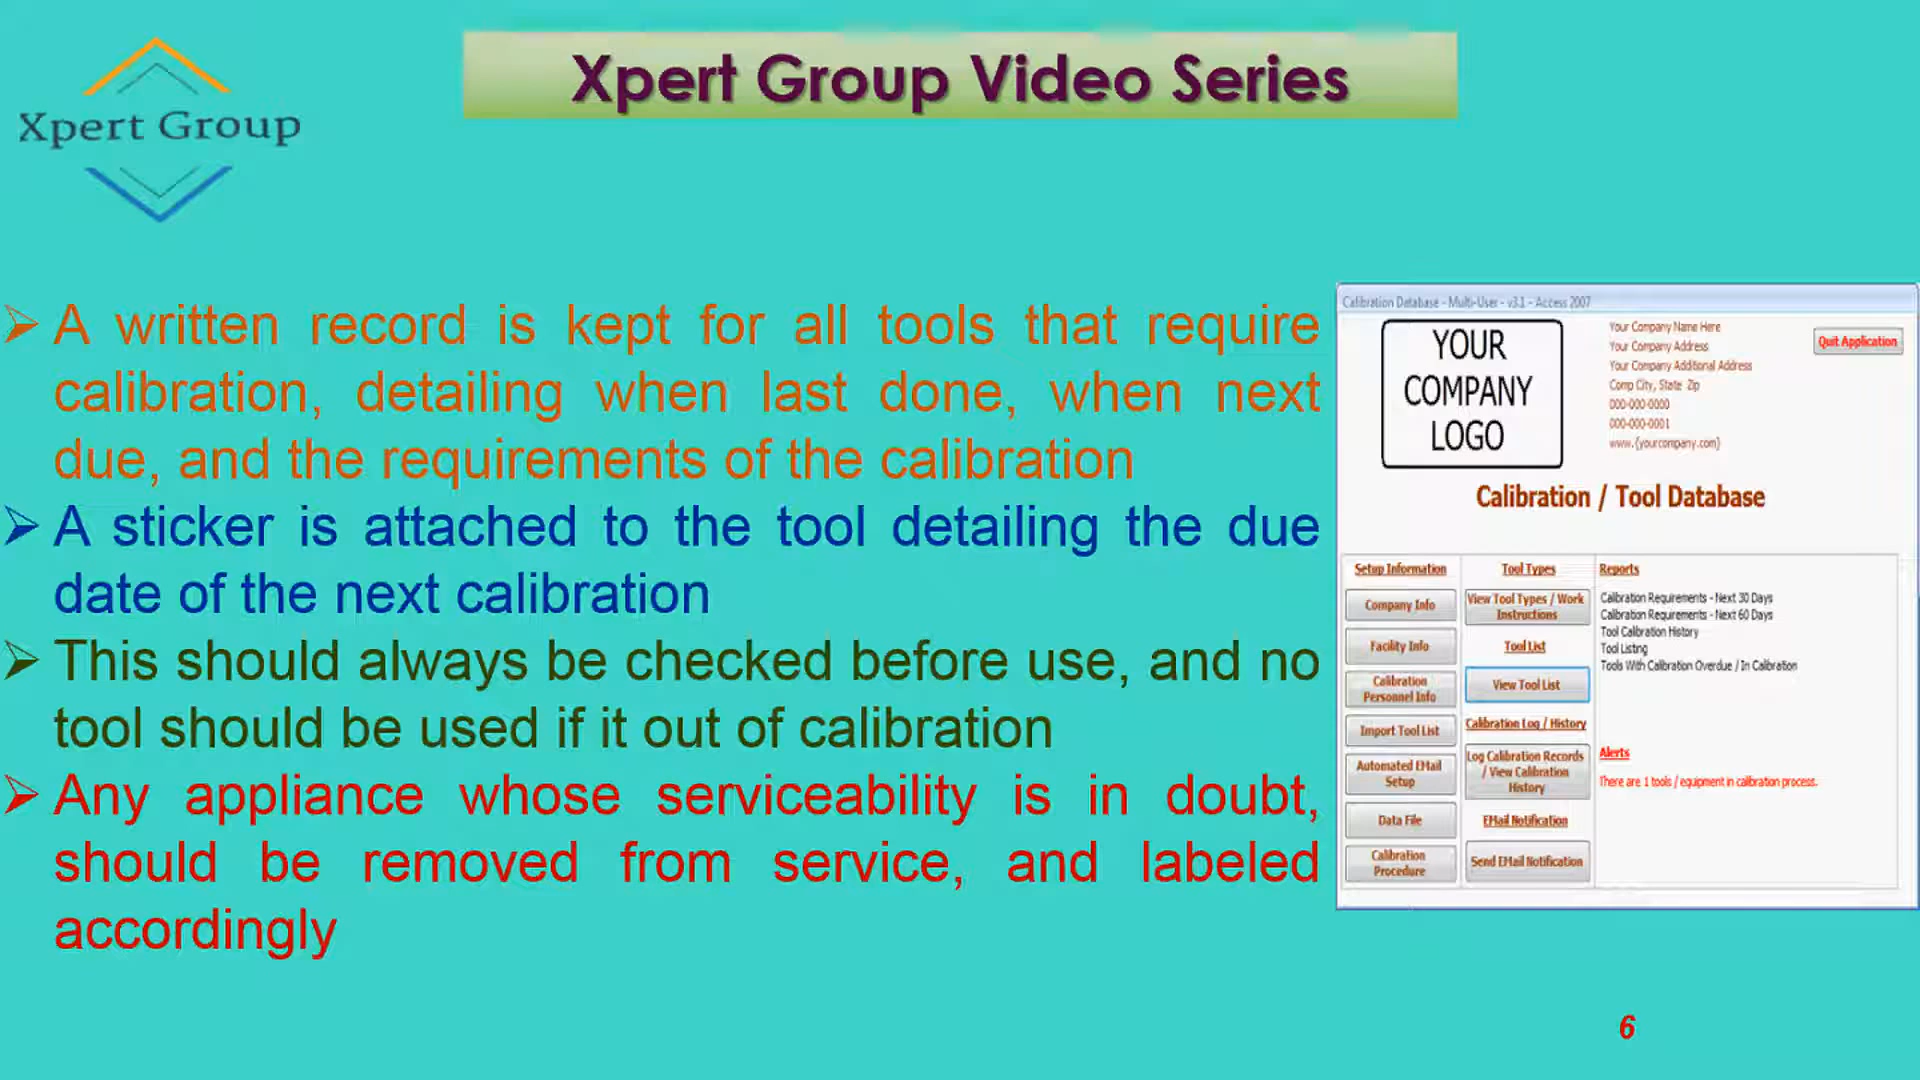 Xpert Group Video Series
Xpert Group
A written record is kept for all tools that require
calibration, detailing when last done, when next
due, and the requirements of the calibration
A sticker is attached to the tool detailing the due
date of the next calibration
This should always be checked before use, and no
tool should be used if it out of calibration
Any appliance whose serviceability is in doubt,
should be removed from service, and labeled
accordingly
Calibration Database - Multi-User - v3.1 - Access 2007
YOUR
COMPANY
LOGO
Your Company Name Here
Your Company Address
Your Company Additional Address
Comp City, State Zip
000-000-0000
000-000-0001
www.{yourcompany.com}
Quit Application
Calibration / Tool Database
Setup Information
Company Info
Facility Info
Calibration
Personnel Info
Import Tool List
Automated EMail
Setup
Data File
Calibration
Procedure
Tool Types
View Tool Types / Work
Instructions
Tool List
View Tool List
Calibration Log / History
Log Calibration Records
/ View Calibration
History
EMail Notification
Send EMail Notification
Reports
Calibration Requirements - Next 30 Days
Calibration Requirements - Next 60 Days
Tool Calibration History
Tool Listing
Tools With Calibration Overdue / In Calibration
Alerts
There are 1 tools / equipment in calibration process.
6